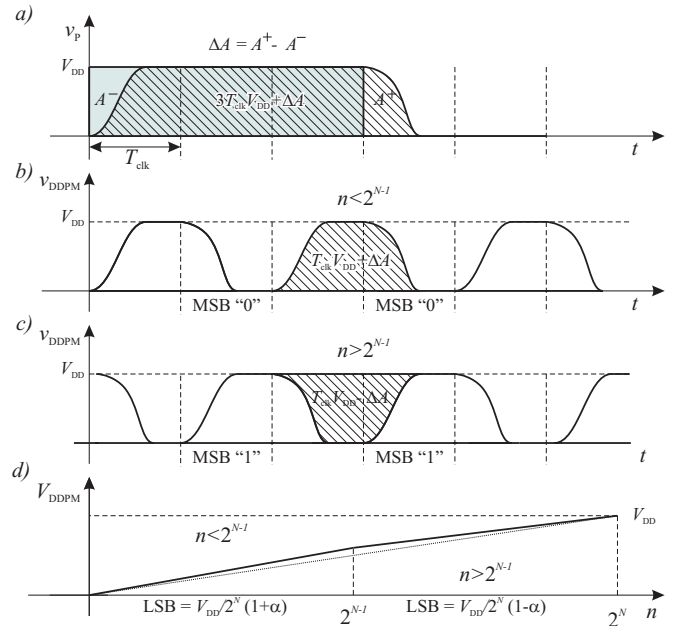 a)
v_P
ΔA = A⁺- A⁻
V_DD
A⁻
3T_clk V_DD+ΔA
A⁺
T_clk
t
b)
v_DDPM
n<2^{N-1}
V_DD
T_clk V_DD+ΔA
MSB “0”
MSB “0”
t
c)
v_DDPM
n>2^{N-1}
V_DD
T_clk V_DD-ΔA
MSB “1”
MSB “1”
t
d)
V_DDPM
n<2^{N-1}
V_DD
n>2^{N-1}
LSB = V_DD/2^N (1+α)
2^{N-1}
LSB = V_DD/2^N (1-α)
2^N
n